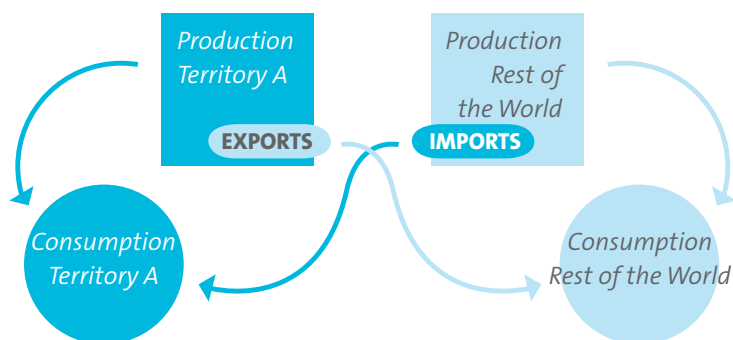 Production
Territory A
EXPORTS
Production
Rest of
the World
IMPORTS
Consumption
Territory A
Consumption
Rest of the World